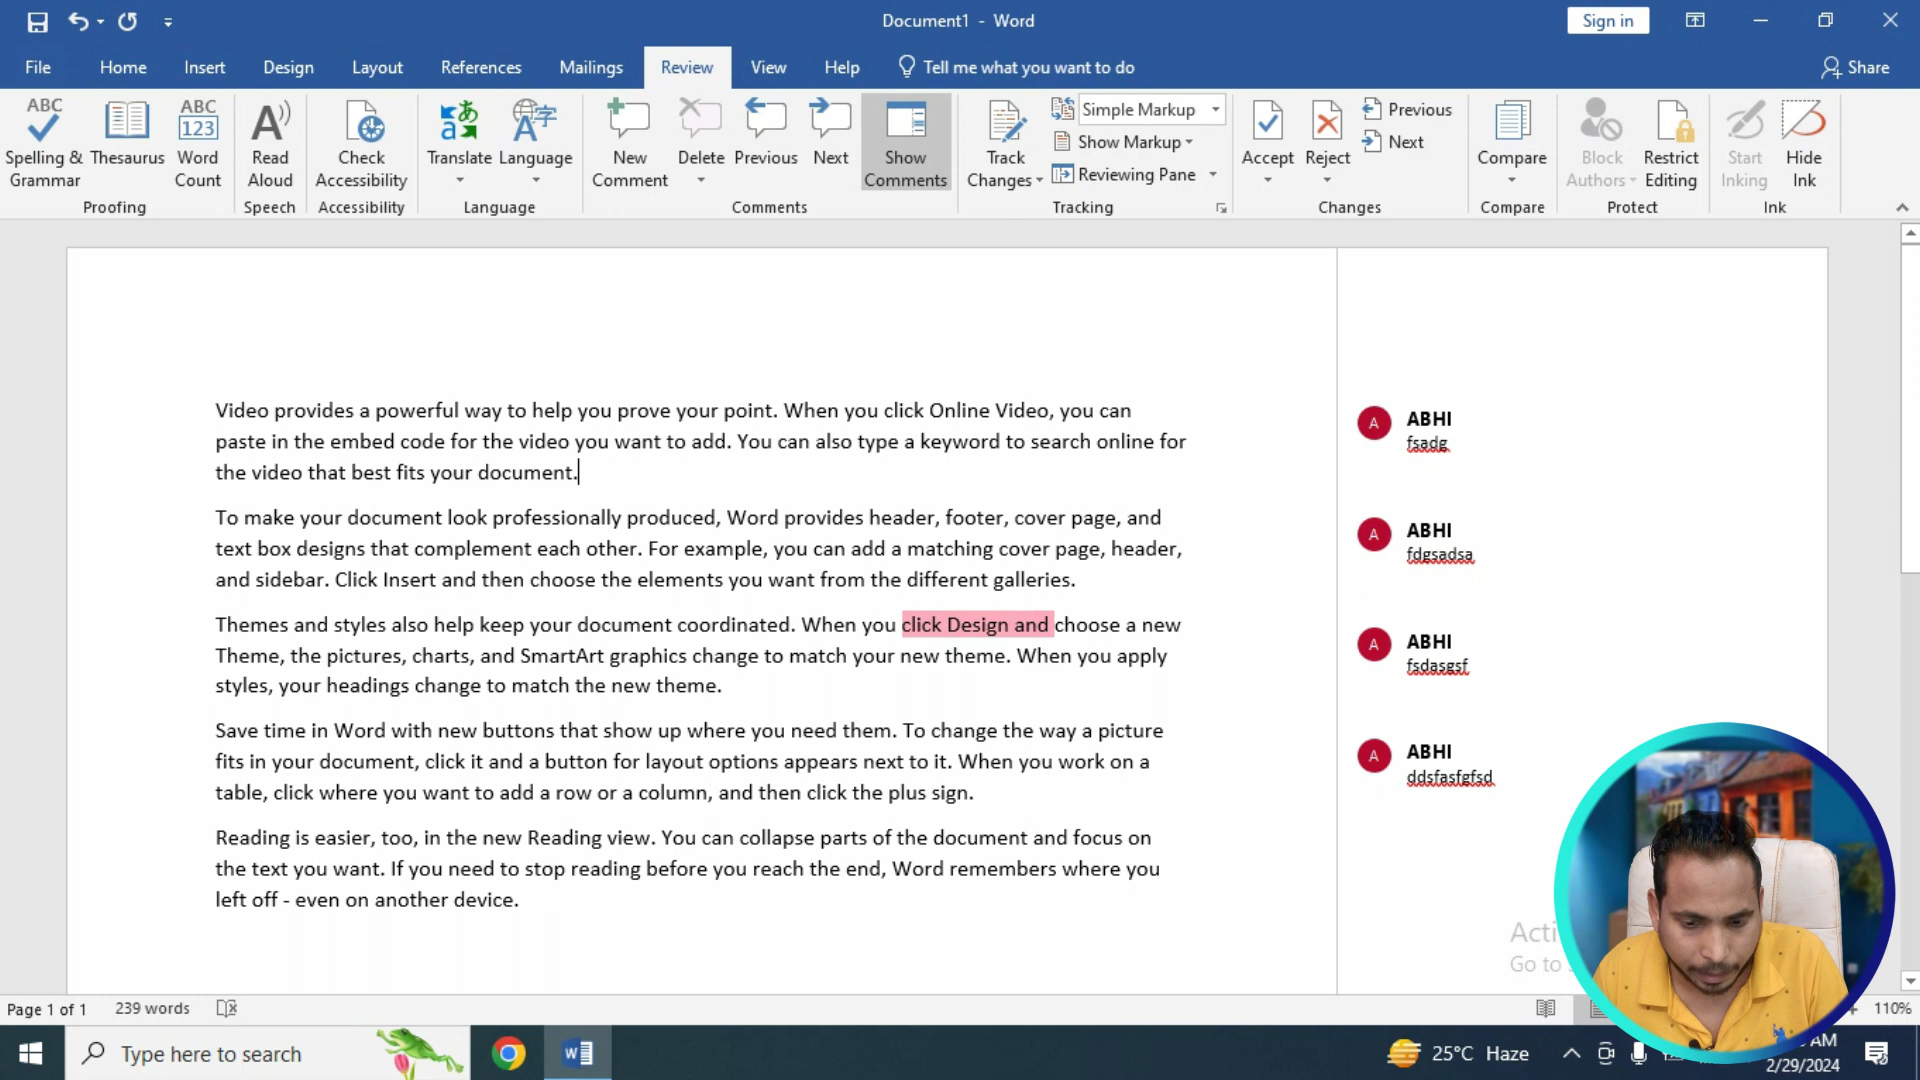 Document1 - Word
Sign in
File Home Insert Design Layout References Mailings Review View Help Tell me what you want to do Share
ABC
Spelling & Grammar
Thesaurus
ABC
123
Word Count
Proofing
Read Aloud
Speech
Check Accessibility
Accessibility
Translate
Language
Language
New Comment
Delete
Previous
Next
Show Comments
Comments
Track Changes
Simple Markup
Show Markup
Reviewing Pane
Tracking
Accept
Reject
Previous
Next
Changes
Compare
Compare
Block Authors
Restrict Editing
Protect
Start Inking
Hide Ink
Ink
Video provides a powerful way to help you prove your point. When you click Online Video, you can
paste in the embed code for the video you want to add. You can also type a keyword to search online for
the video that best fits your document.
To make your document look professionally produced, Word provides header, footer, cover page, and
text box designs that complement each other. For example, you can add a matching cover page, header,
and sidebar. Click Insert and then choose the elements you want from the different galleries.
Themes and styles also help keep your document coordinated. When you click Design and choose a new
Theme, the pictures, charts, and SmartArt graphics change to match your new theme. When you apply
styles, your headings change to match the new theme.
Save time in Word with new buttons that show up where you need them. To change the way a picture
fits in your document, click it and a button for layout options appears next to it. When you work on a
table, click where you want to add a row or a column, and then click the plus sign.
Reading is easier, too, in the new Reading view. You can collapse parts of the document and focus on
the text you want. If you need to stop reading before you reach the end, Word remembers where you
left off - even on another device.
A ABHI
fsadg
A ABHI
fdgsadsa
A ABHI
fsdasgsf
A ABHI
ddsfasfgfsd
Go to
Page 1 of 1 239 words
110%
Type here to search
25°C Haze
AM
2/29/2024